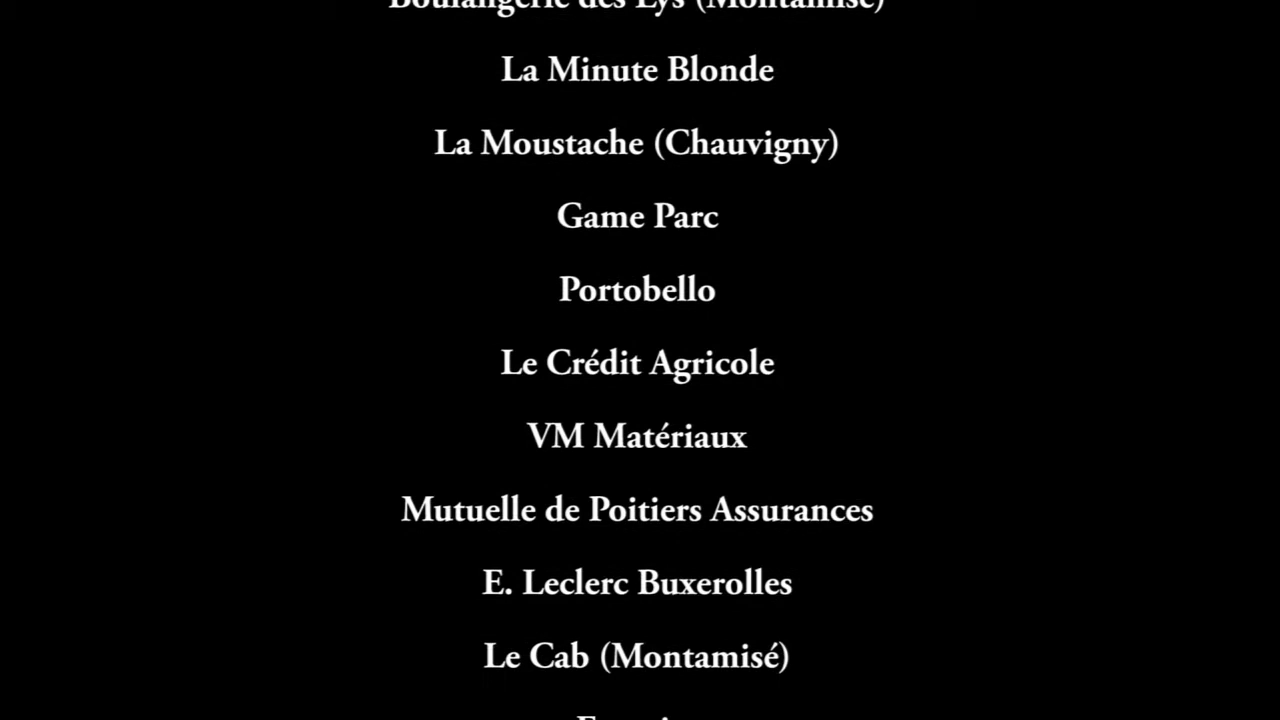 Boulangerie des Lys (Montamisé)
La Minute Blonde
La Moustache (Chauvigny)
Game Parc
Portobello
Le Crédit Agricole
VM Matériaux
Mutuelle de Poitiers Assurances
E. Leclerc Buxerolles
Le Cab (Montamisé)